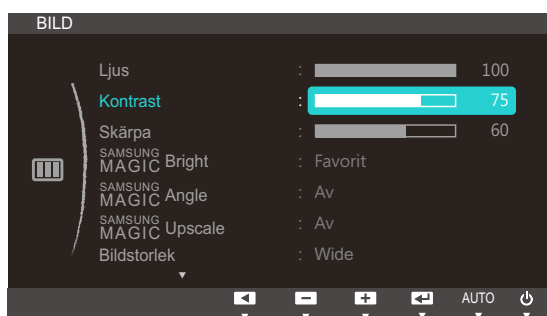 BILD
Ljus : 100
Kontrast : 75
Skärpa : 60
SAMSUNG MAGIC Bright : Favorit
SAMSUNG MAGIC Angle : Av
SAMSUNG MAGIC Upscale : Av
Bildstorlek : Wide
AUTO